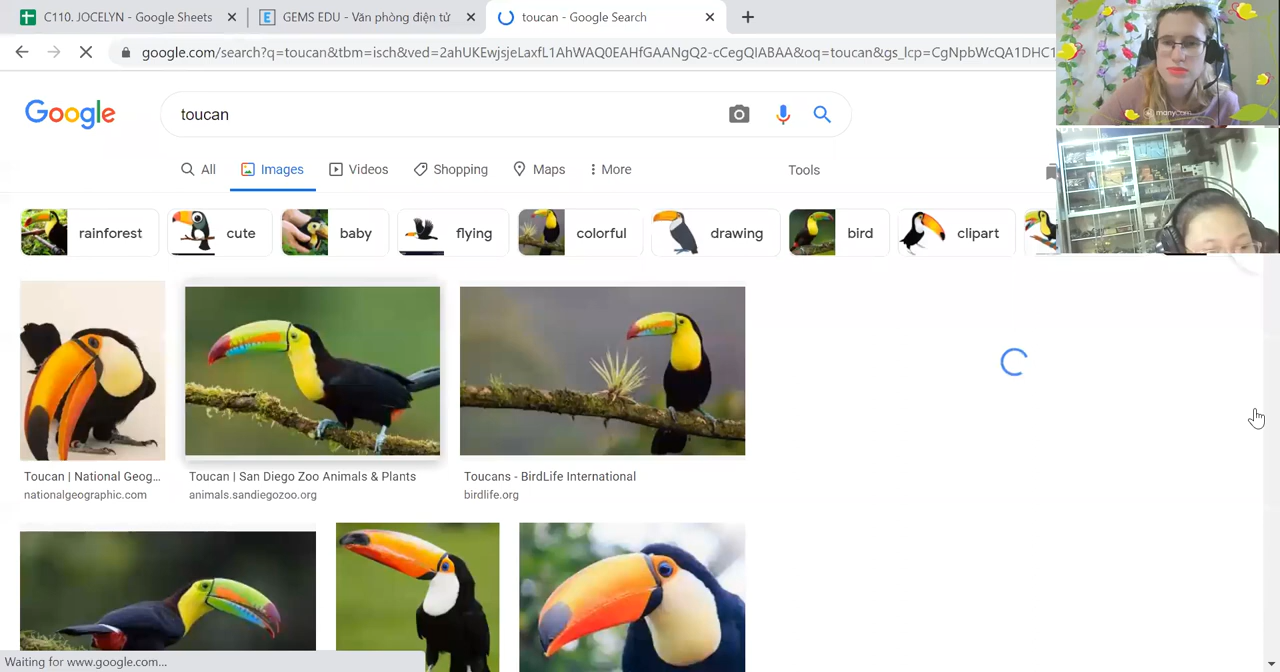 C110. JOCELYN - Google Sheets
GEMS EDU - Văn phòng điện tử
toucan - Google Search
google.com/search?q=toucan&tbm=isch&ved=2ahUKEwjsjeLaxfL1AhWAQ0EAHfGAANgQ2-cCegQIABAA&oq=toucan&gs_lcp=CgNpbWcQA1DHC1
Google
toucan
All
Images
Videos
Shopping
Maps
More
Tools
rainforest
cute
baby
flying
colorful
drawing
bird
clipart
Toucan | National Geog...
nationalgeographic.com
Toucan | San Diego Zoo Animals & Plants
animals.sandiegozoo.org
Toucans - BirdLife International
birdlife.org
Waiting for www.google.com...